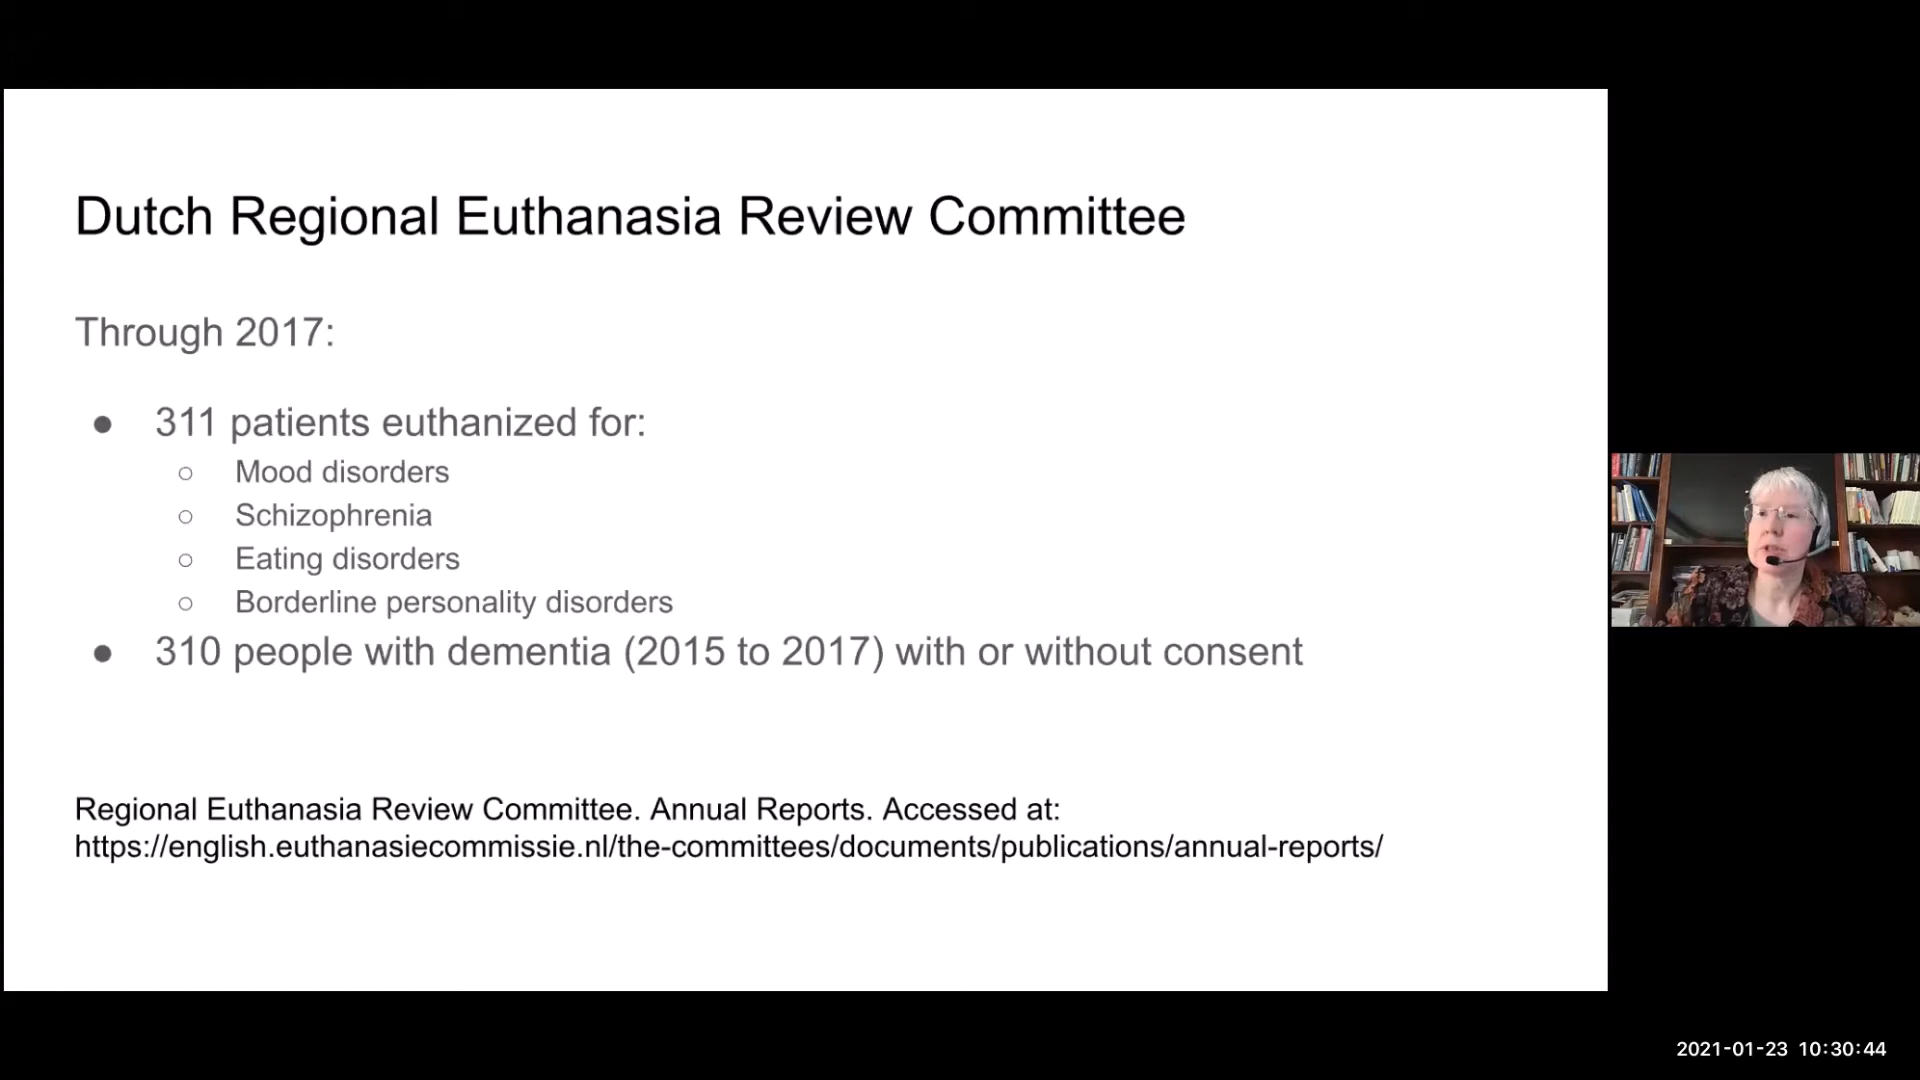 Dutch Regional Euthanasia Review Committee
Through 2017:
● 311 patients euthanized for:
○ Mood disorders
○ Schizophrenia
○ Eating disorders
○ Borderline personality disorders
● 310 people with dementia (2015 to 2017) with or without consent
Regional Euthanasia Review Committee. Annual Reports. Accessed at:
https://english.euthanasiecommissie.nl/the-committees/documents/publications/annual-reports/
2021-01-23 10:30:44